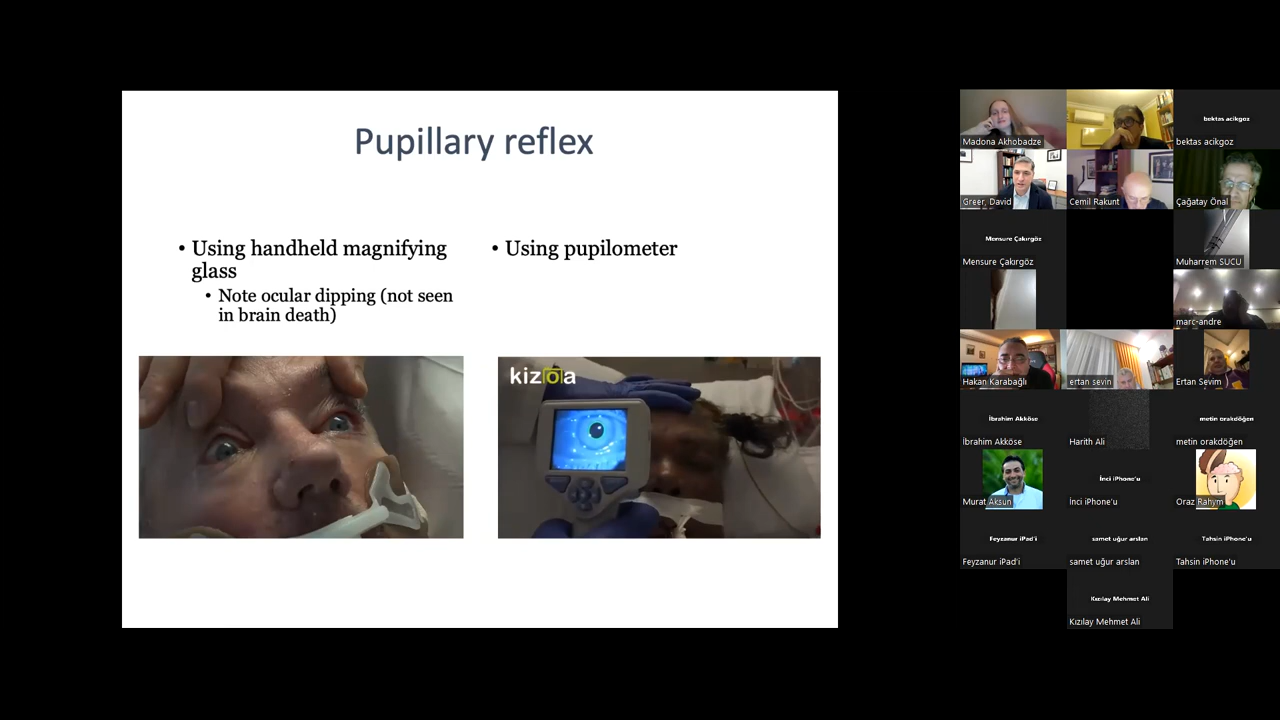 Pupillary reflex
• Using handheld magnifying
glass
• Note ocular dipping (not seen
in brain death)
• Using pupilometer
kizoa
Madona Akhobadze
bektas acikgoz
bektas acikgoz
Greer, David
Cemil Rakunt
Çağatay Önal
Mensure Çakırgöz
Mensure Çakırgöz
Muharrem SUCU
marc-andre
Hakan Karabağlı
ertan sevin
Ertan Sevim
İbrahim Akköse
İbrahim Akköse
Harith Ali
metin orakdöğen
metin orakdöğen
Murat Aksun
İnci iPhone'u
İnci iPhone'u
Oraz Rahym
Feyzanur iPad'i
Feyzanur iPad'i
samet uğur arslan
samet uğur arslan
Tahsin iPhone'u
Tahsin iPhone'u
Kızılay Mehmet Ali
Kızılay Mehmet Ali